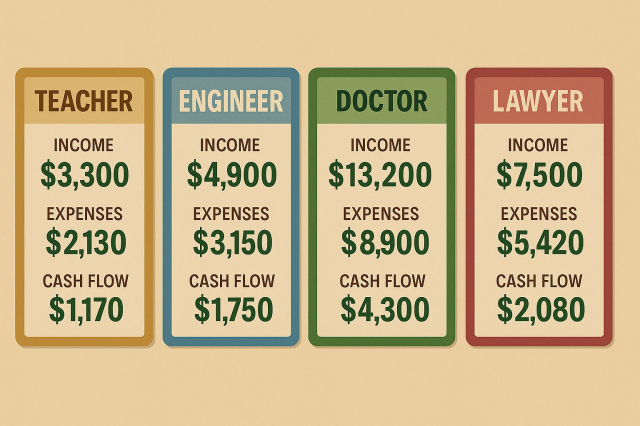 TEACHER
INCOME
$3,300
EXPENSES
$2,130
CASH FLOW
$1,170
ENGINEER
INCOME
$4,900
EXPENSES
$3,150
CASH FLOW
$1,750
DOCTOR
INCOME
$13,200
EXPENSES
$8,900
CASH FLOW
$4,300
LAWYER
INCOME
$7,500
EXPENSES
$5,420
CASH FLOW
$2,080